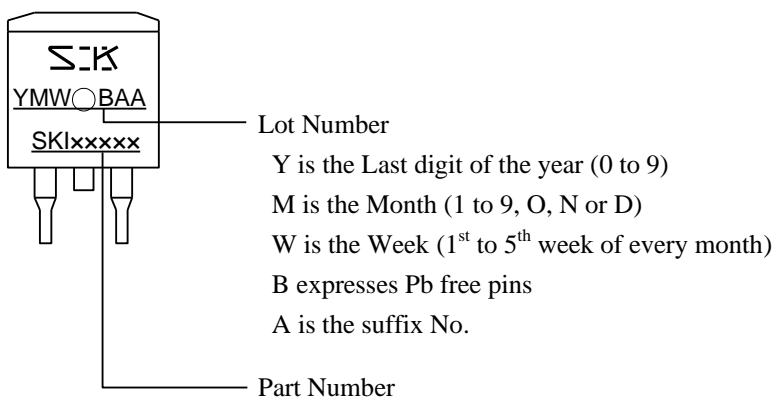 SK
YMW○BAA
SKI×××××
Lot Number
Y is the Last digit of the year (0 to 9)
M is the Month (1 to 9, O, N or D)
W is the Week (1st to 5th week of every month)
B expresses Pb free pins
A is the suffix No.
Part Number